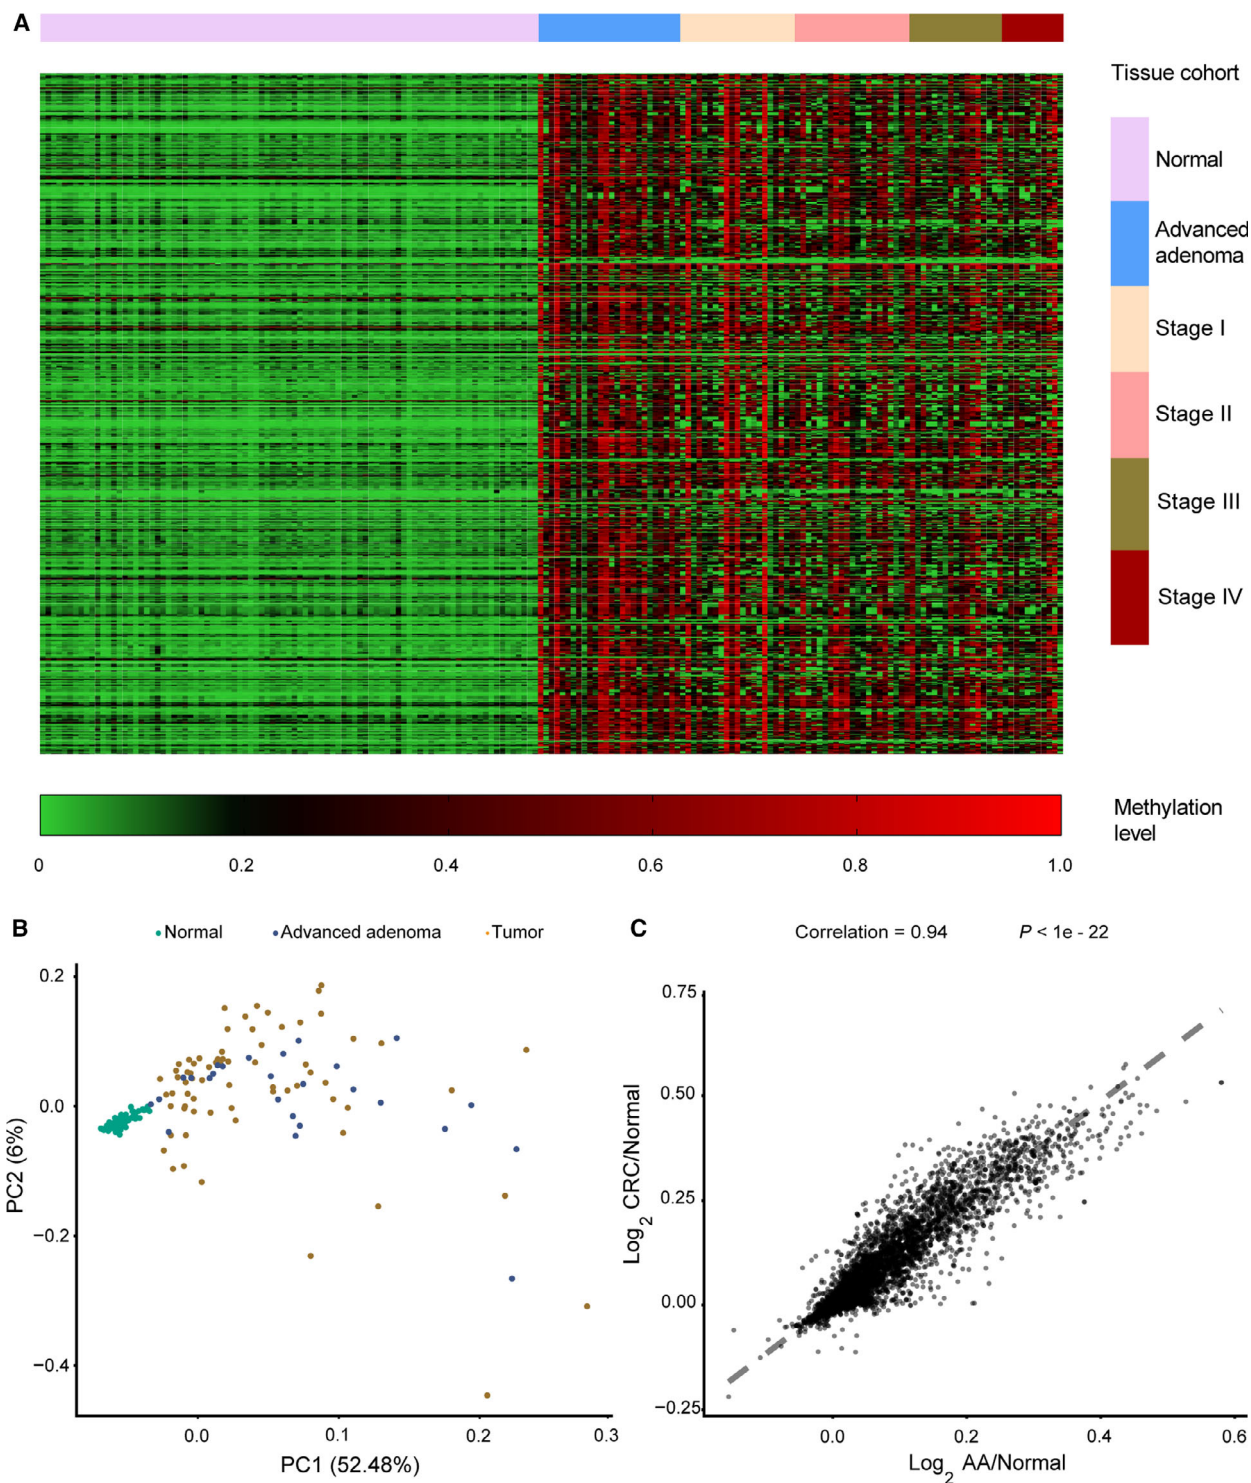 A
Tissue cohort
Normal
Advanced
adenoma
Stage I
Stage II
Stage III
Stage IV
Methylation
level
0 0.2 0.4 0.6 0.8 1.0
B
Normal Advanced adenoma Tumor
0.2
0.0
−0.2
−0.4
PC2 (6%)
0.0 0.1 0.2 0.3
PC1 (52.48%)
C
Correlation = 0.94 P < 1e - 22
0.75
0.50
0.25
0.00
−0.25
Log2 CRC/Normal
0.0 0.2 0.4 0.6
Log2 AA/Normal